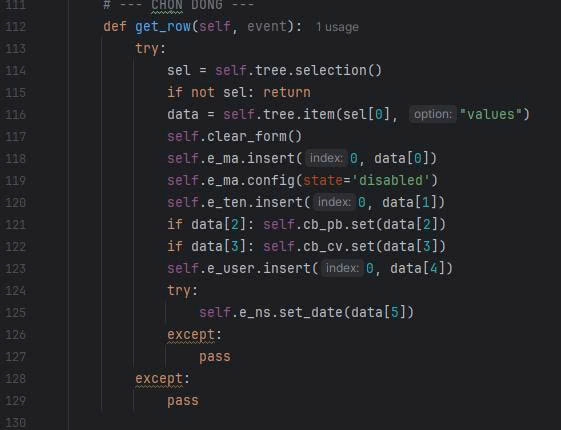 111 # --- CHỌN DÒNG ---
112 def get_row(self, event): 1 usage
113 try:
114 sel = self.tree.selection()
115 if not sel: return
116 data = self.tree.item(sel[0], option: "values")
117 self.clear_form()
118 self.e_ma.insert( index: 0, data[0])
119 self.e_ma.config(state='disabled')
120 self.e_ten.insert( index: 0, data[1])
121 if data[2]: self.cb_pb.set(data[2])
122 if data[3]: self.cb_cv.set(data[3])
123 self.e_user.insert( index: 0, data[4])
124 try:
125 self.e_ns.set_date(data[5])
126 except:
127 pass
128 except:
129 pass
130